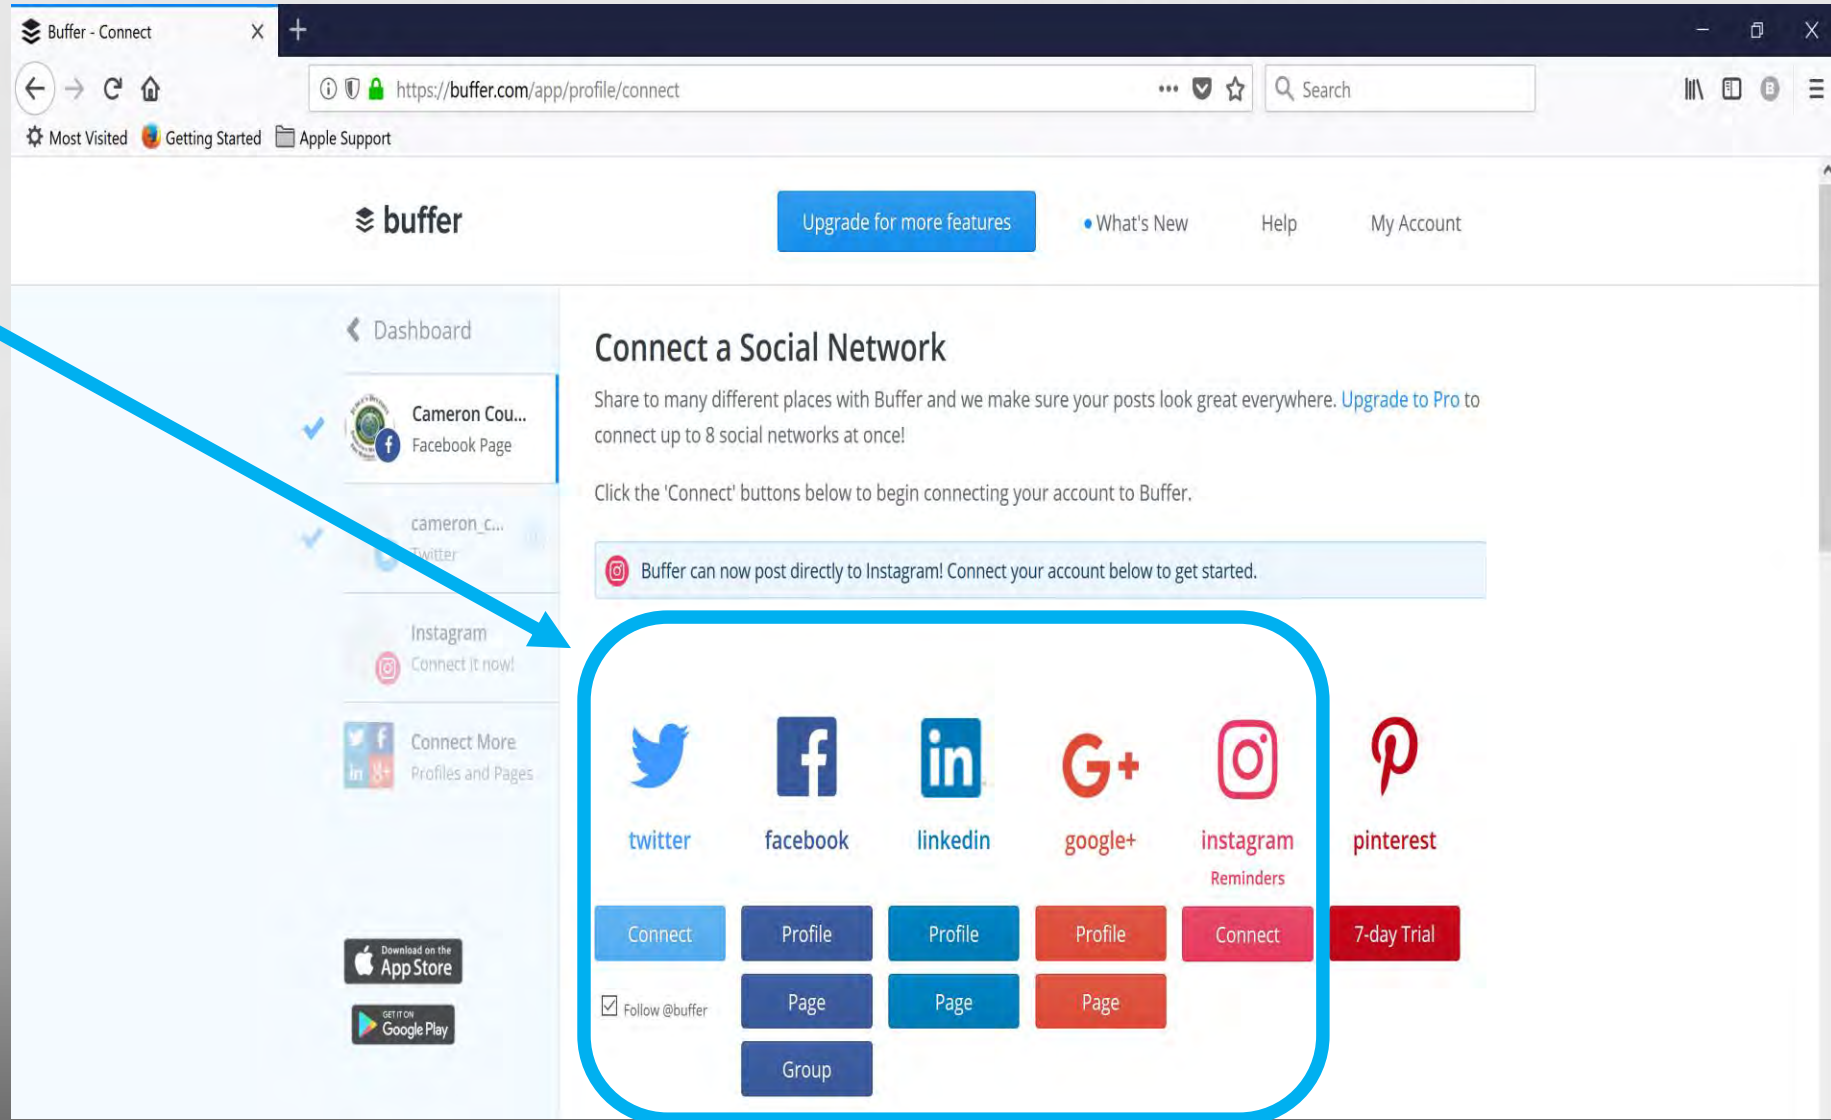 Buffer - Connect
https://buffer.com/app/profile/connect
Search
Most Visited
Getting Started
Apple Support
buffer
Upgrade for more features
What's New
Help
My Account
Dashboard
Cameron Cou...
Facebook Page
cameron_c...
Twitter
Instagram
Connect it now!
Connect More
Profiles and Pages
Download on the
App Store
GET IT ON
Google Play
Connect a Social Network
Share to many different places with Buffer and we make sure your posts look great everywhere. Upgrade to Pro to
connect up to 8 social networks at once!
Click the 'Connect' buttons below to begin connecting your account to Buffer.
Buffer can now post directly to Instagram! Connect your account below to get started.
twitter
facebook
linkedin
google+
instagram
pinterest
Reminders
Connect
Profile
Profile
Profile
Connect
7-day Trial
Follow @buffer
Page
Page
Page
Group